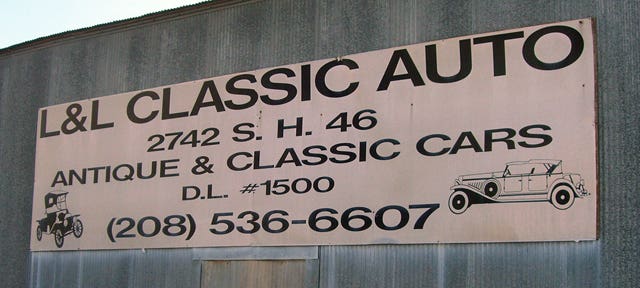 L&L CLASSIC AUTO
2742 S. H. 46
ANTIQUE & CLASSIC CARS
D.L. #1500
(208) 536-6607